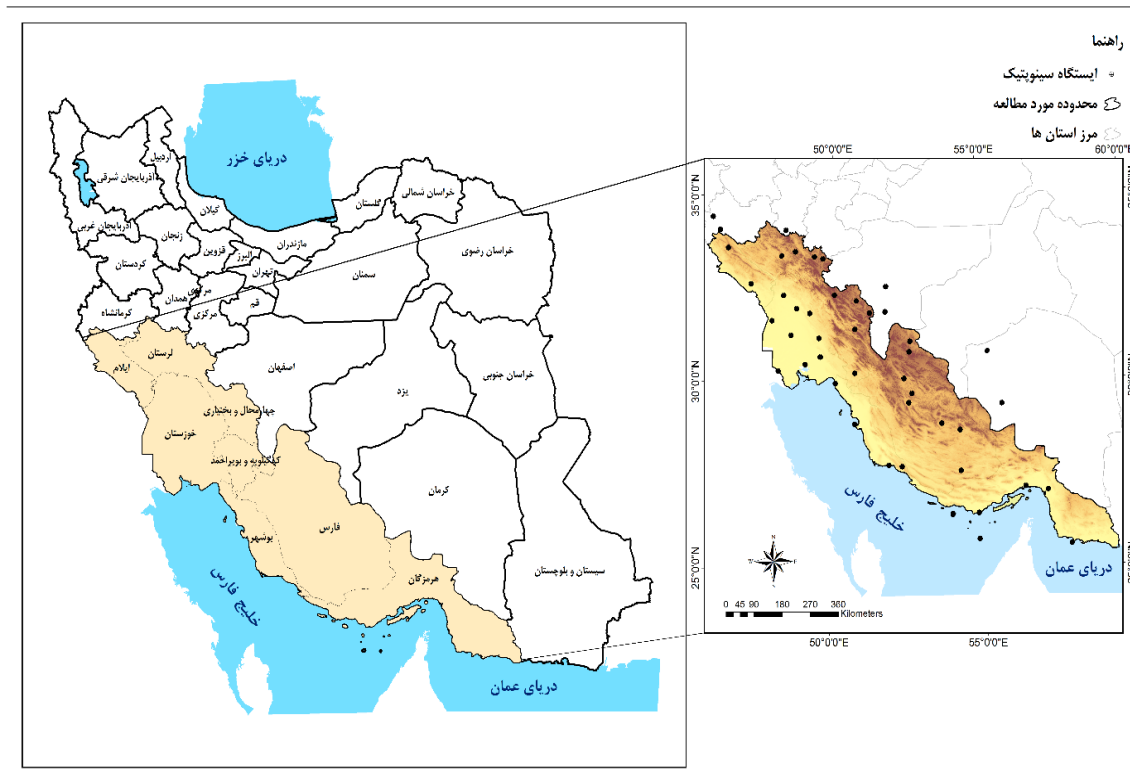 راهنما
ایستگاه سینوپتیک
محدوده مورد مطالعه
مرز استان ها
دریای خزر
اردبیل
آذربایجان شرقی
آذربایجان غربی
گیلان
زنجان
کردستان
قزوین
البرز
تهران
مازندران
گلستان
خراسان شمالی
خراسان رضوی
سمنان
همدان
مرکزی
مرکزی
قم
کرمانشاه
لرستان
ایلام
اصفهان
یزد
خراسان جنوبی
چهارمحال و بختیاری
خوزستان
کهگیلویه و بویراحمد
کرمان
فارس
بوشهر
هرمزگان
سیستان و بلوچستان
خلیج فارس
دریای عمان
50°0'0"E
55°0'0"E
60°0'0"E
35°0'0"N
30°0'0"N
25°0'0"N
خلیج فارس
دریای عمان
N
W
E
S
0 45 90 180 270 360
Kilometers
50°0'0"E
55°0'0"E